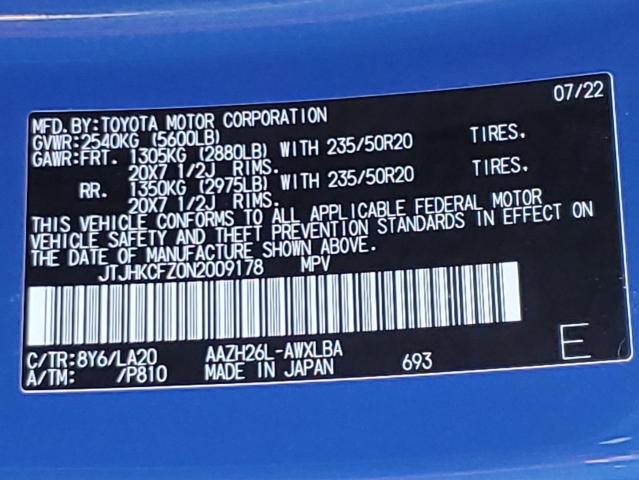 07/22
MFD.BY:TOYOTA MOTOR CORPORATION
GVWR:2540KG (5600LB)
GAWR:FRT. 1305KG (2880LB) WITH 235/50R20 TIRES.
20X7 1/2J RIMS.
RR. 1350KG (2975LB) WITH 235/50R20 TIRES.
20X7 1/2J RIMS.
THIS VEHICLE CONFORMS TO ALL APPLICABLE FEDERAL MOTOR
VEHICLE SAFETY AND THEFT PREVENTION STANDARDS IN EFFECT ON
THE DATE OF MANUFACTURE SHOWN ABOVE.
JTJHKCFZ0N2009178 MPV
C/TR:8Y6/LA20 AAZH26L-AWXLBA
A/TM: /P810 MADE IN JAPAN 693 E